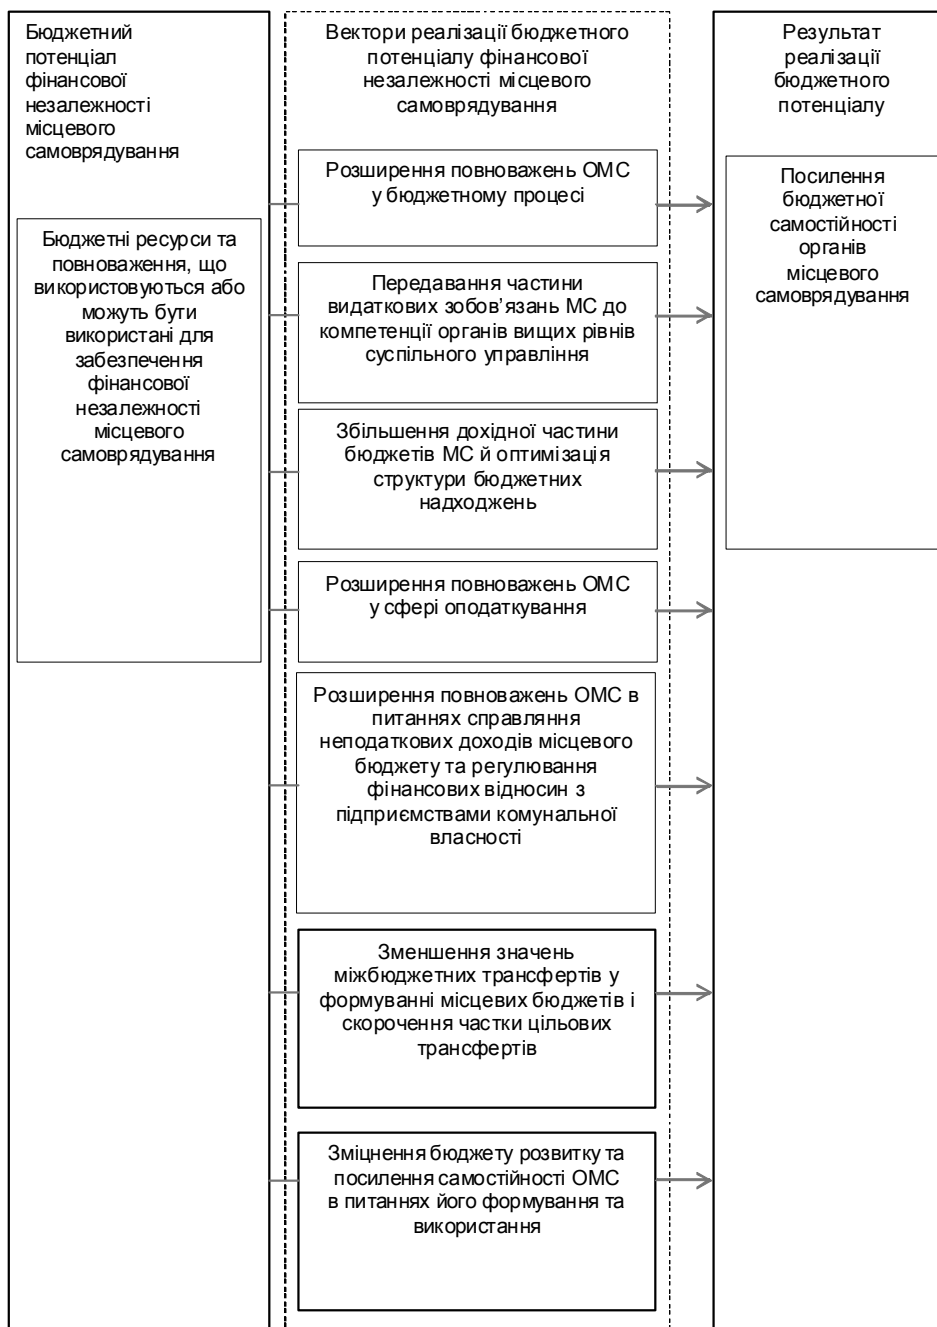 Бюджетний
потенціал
фінансової
незалежності
місцевого
самоврядування
Бюджетні ресурси та
повноваження, що
використовуються або
можуть бути
використані для
забезпечення
фінансової
незалежності
місцевого
самоврядування
Вектори реалізації бюджетного
потенціалу фінансової
незалежності місцевого
самоврядування
Розширення повноважень ОМС
у бюджетному процесі
Передавання частини
видаткових зобов’язань МС до
компетенції органів вищих рівнів
суспільного управління
Збільшення дохідної частини
бюджетів МС й оптимізація
структури бюджетних
надходжень
Розширення повноважень ОМС
у сфері оподаткування
Розширення повноважень ОМС в
питаннях справляння
неподаткових доходів місцевого
бюджету та регулювання
фінансових відносин з
підприємствами комунальної
власності
Зменшення значень
міжбюджетних трансфертів у
формуванні місцевих бюджетів і
скорочення частки цільових
трансфертів
Зміцнення бюджету розвитку та
посилення самостійності ОМС
в питаннях його формування та
використання
Результат
реалізації
бюджетного
потенціалу
Посилення
бюджетної
самостійності
органів
місцевого
самоврядування